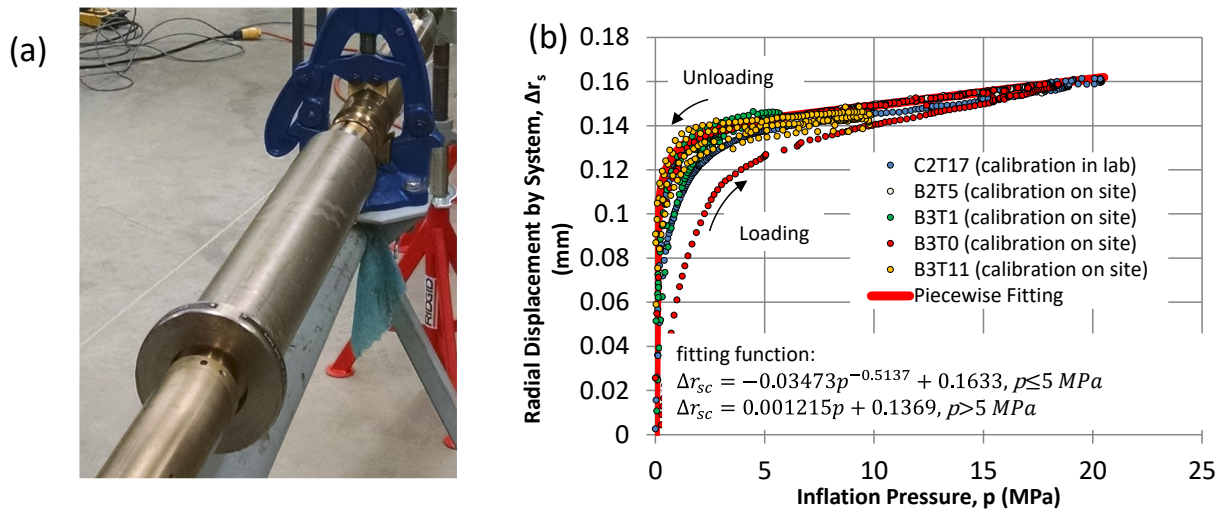 (a)
RIDGID
(b)
0.18
0.16
0.14
0.12
0.1
0.08
0.06
0.04
0.02
0
Radial Displacement by System, Δr_s
(mm)
Unloading
Loading
C2T17 (calibration in lab)
B2T5 (calibration on site)
B3T1 (calibration on site)
B3T0 (calibration on site)
B3T11 (calibration on site)
Piecewise Fitting
fitting function:
Δr_sc = −0.03473p^−0.5137 + 0.1633, p≤5 MPa
Δr_sc = 0.001215p + 0.1369, p>5 MPa
0 5 10 15 20 25
Inflation Pressure, p (MPa)